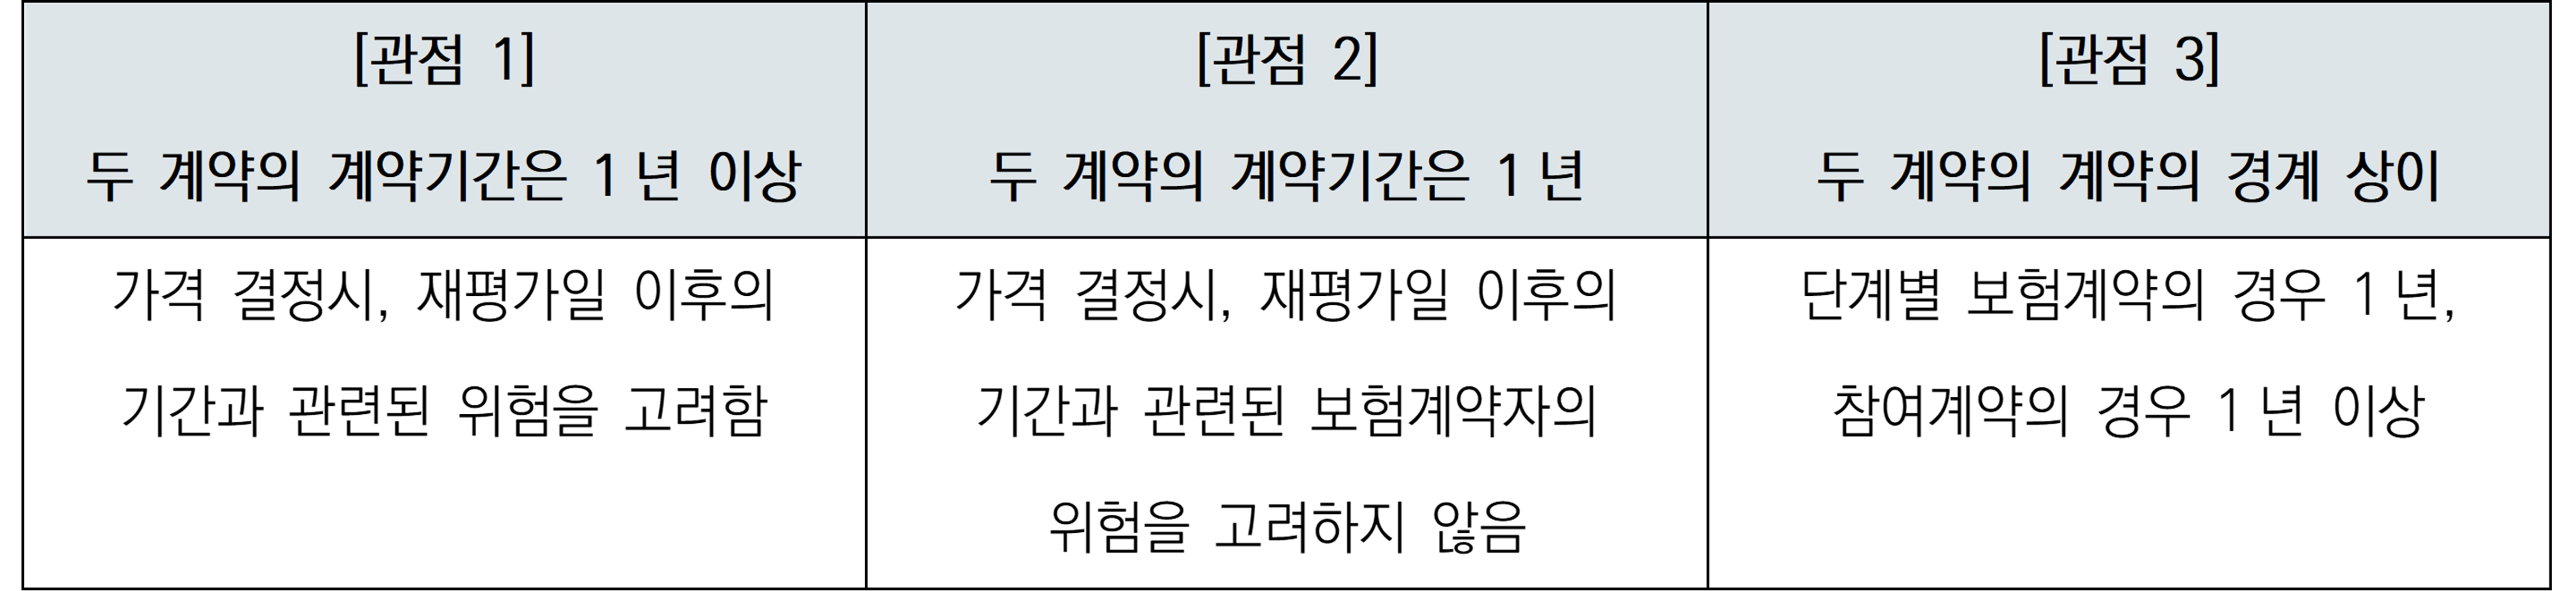 [관점 1]
두 계약의 계약기간은 1년 이상
[관점 2]
두 계약의 계약기간은 1년
[관점 3]
두 계약의 계약의 경계 상이
가격 결정시, 재평가일 이후의
기간과 관련된 위험을 고려함
가격 결정시, 재평가일 이후의
기간과 관련된 보험계약자의
위험을 고려하지 않음
단계별 보험계약의 경우 1년,
참여계약의 경우 1년 이상